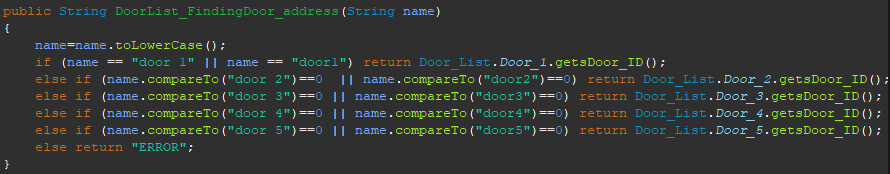 public String DoorList_FindingDoor_address(String name)
{
name=name.toLowerCase();
if (name == "door 1" || name == "door1") return Door_List.Door_1.getsDoor_ID();
else if (name.compareTo("door 2")==0 || name.compareTo("door2")==0) return Door_List.Door_2.getsDoor_ID();
else if (name.compareTo("door 3")==0 || name.compareTo("door3")==0) return Door_List.Door_3.getsDoor_ID();
else if (name.compareTo("door 4")==0 || name.compareTo("door4")==0) return Door_List.Door_4.getsDoor_ID();
else if (name.compareTo("door 5")==0 || name.compareTo("door5")==0) return Door_List.Door_5.getsDoor_ID();
else return "ERROR";
}